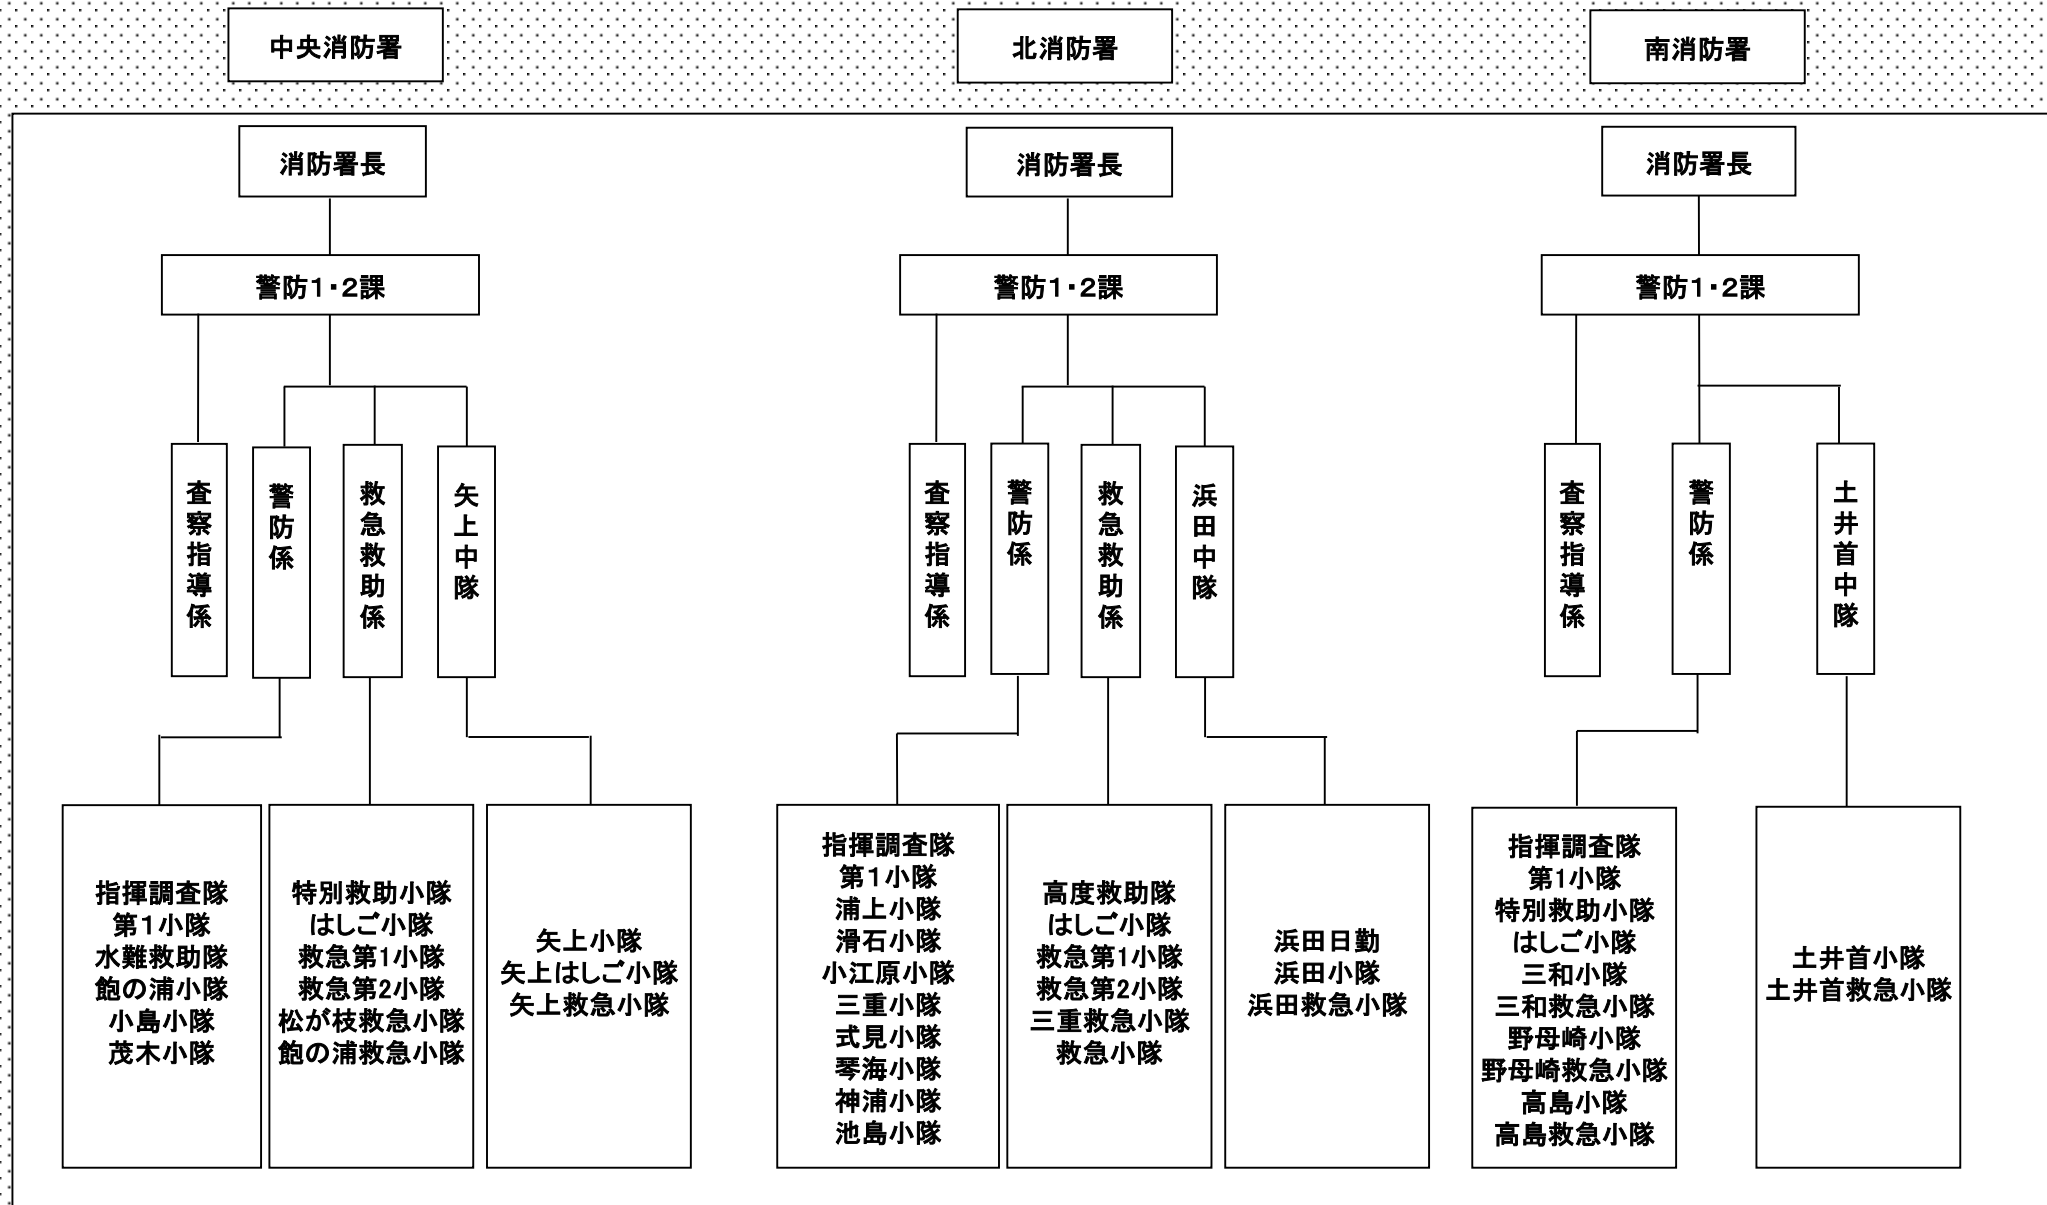 中央消防署
北消防署
南消防署
消防署長
消防署長
消防署長
警防1・2課
警防1・2課
警防1・2課
査察指導係
警防係
救急救助係
矢上中隊
査察指導係
警防係
救急救助係
浜田中隊
査察指導係
警防係
土井首中隊
指揮調査隊
第1小隊
水難救助隊
飽の浦小隊
小島小隊
茂木小隊
特別救助小隊
はしご小隊
救急第1小隊
救急第2小隊
松が枝救急小隊
飽の浦救急小隊
矢上小隊
矢上はしご小隊
矢上救急小隊
指揮調査隊
第1小隊
浦上小隊
滑石小隊
小江原小隊
三重小隊
式見小隊
琴海小隊
神浦小隊
池島小隊
高度救助隊
はしご小隊
救急第1小隊
救急第2小隊
三重救急小隊
救急小隊
浜田日勤
浜田小隊
浜田救急小隊
指揮調査隊
第1小隊
特別救助小隊
はしご小隊
三和小隊
三和救急小隊
野母崎小隊
野母崎救急小隊
高島小隊
高島救急小隊
土井首小隊
土井首救急小隊